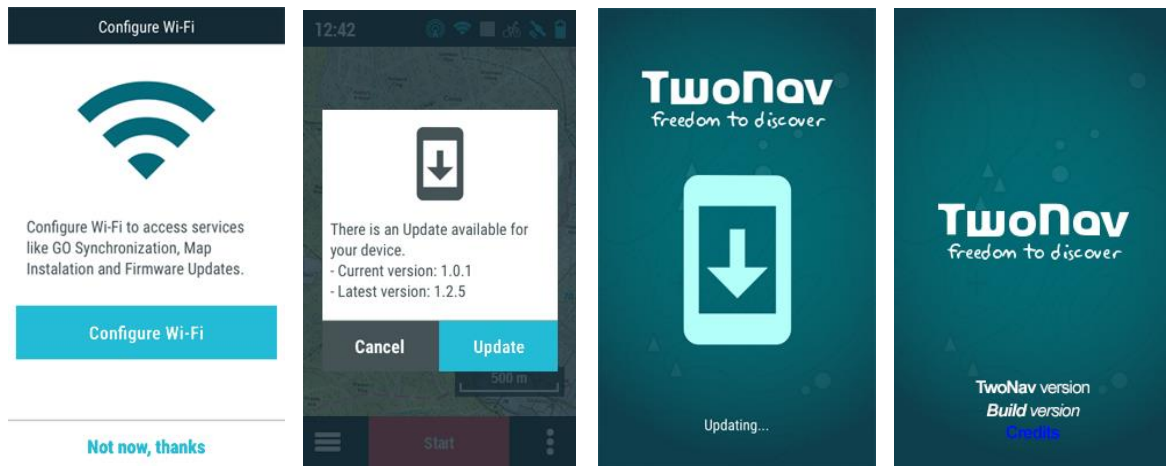 Configure Wi-Fi
Configure Wi-Fi to access services
like GO Synchronization, Map
Instalation and Firmware Updates.
Configure Wi-Fi
Not now, thanks
12:42
There is an Update available for
your device.
- Current version: 1.0.1
- Latest version: 1.2.5
Cancel
Update
500 m
Start
TwoNav
freedom to discover
Updating...
TwoNav
freedom to discover
TwoNav version
Build version
Credits